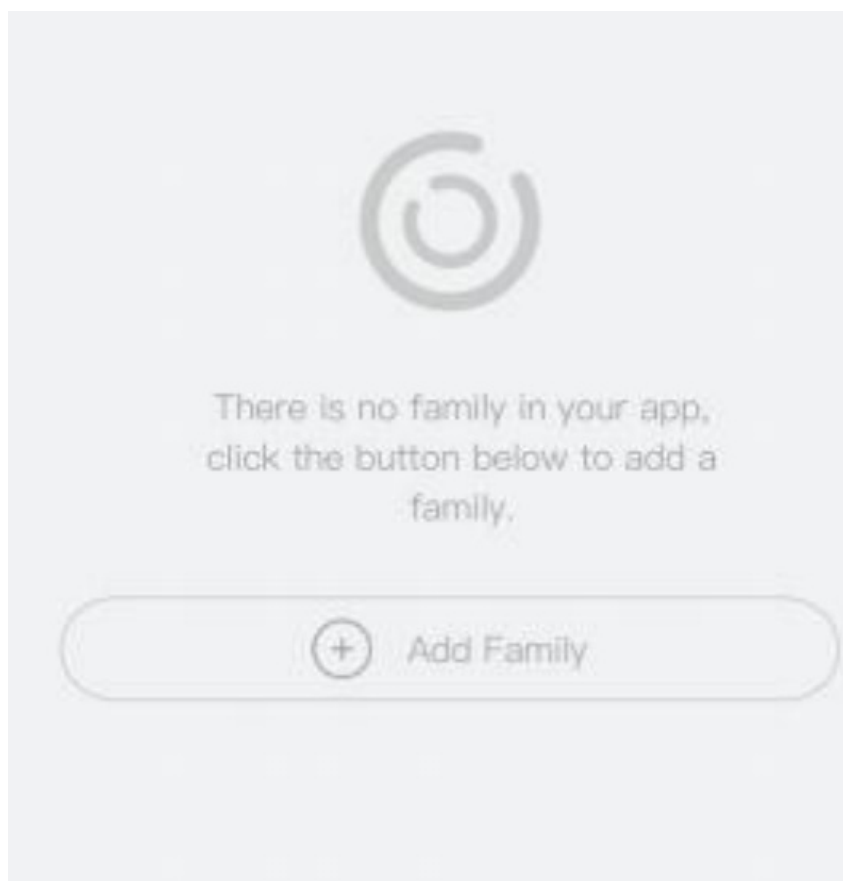 There is no family in your app,
click the button below to add a
family.
Add Family